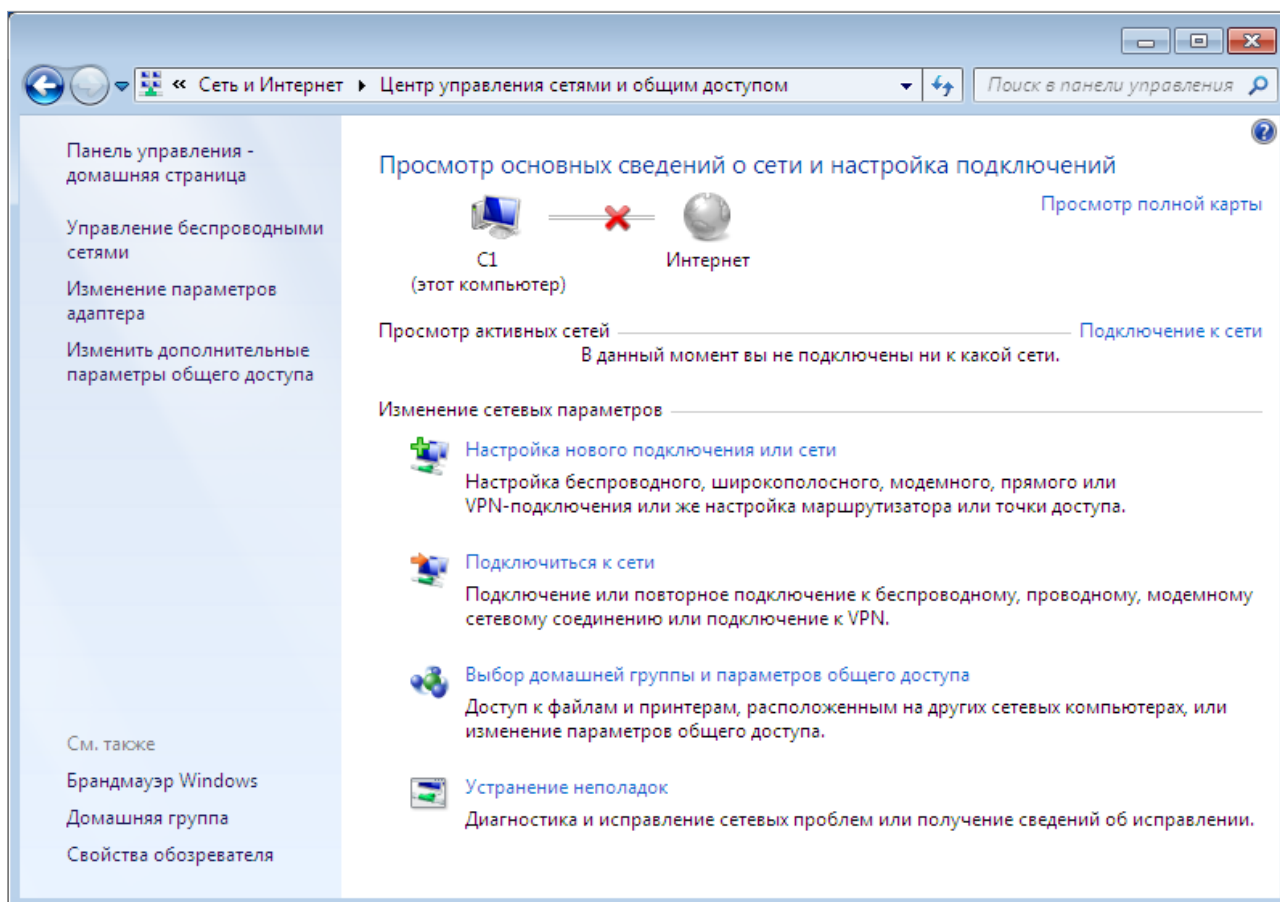 « Сеть и Интернет ▸ Центр управления сетями и общим доступом
Поиск в панели управления
Панель управления -
домашняя страница
Управление беспроводными
сетями
Изменение параметров
адаптера
Изменить дополнительные
параметры общего доступа
См. также
Брандмауэр Windows
Домашняя группа
Свойства обозревателя
Просмотр основных сведений о сети и настройка подключений
Просмотр полной карты
C1
(этот компьютер)
Интернет
Просмотр активных сетей
Подключение к сети
В данный момент вы не подключены ни к какой сети.
Изменение сетевых параметров
Настройка нового подключения или сети
Настройка беспроводного, широкополосного, модемного, прямого или
VPN-подключения или же настройка маршрутизатора или точки доступа.
Подключиться к сети
Подключение или повторное подключение к беспроводному, проводному, модемному
сетевому соединению или подключение к VPN.
Выбор домашней группы и параметров общего доступа
Доступ к файлам и принтерам, расположенным на других сетевых компьютерах, или
изменение параметров общего доступа.
Устранение неполадок
Диагностика и исправление сетевых проблем или получение сведений об исправлении.